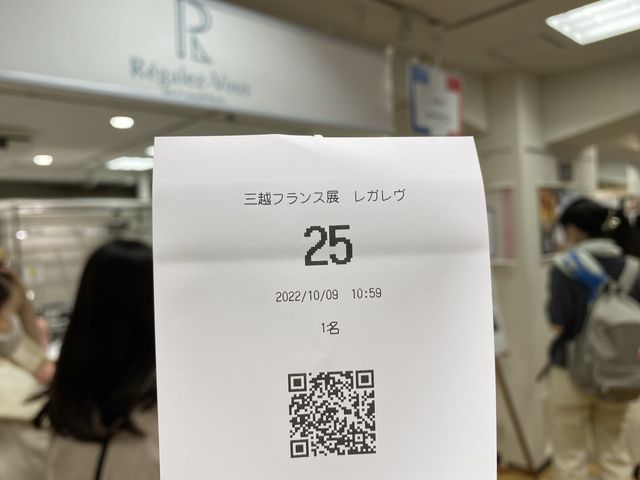 R
Régalez-Vous
三越フランス展 レガレヴ
25
2022/10/09 10:59
1名